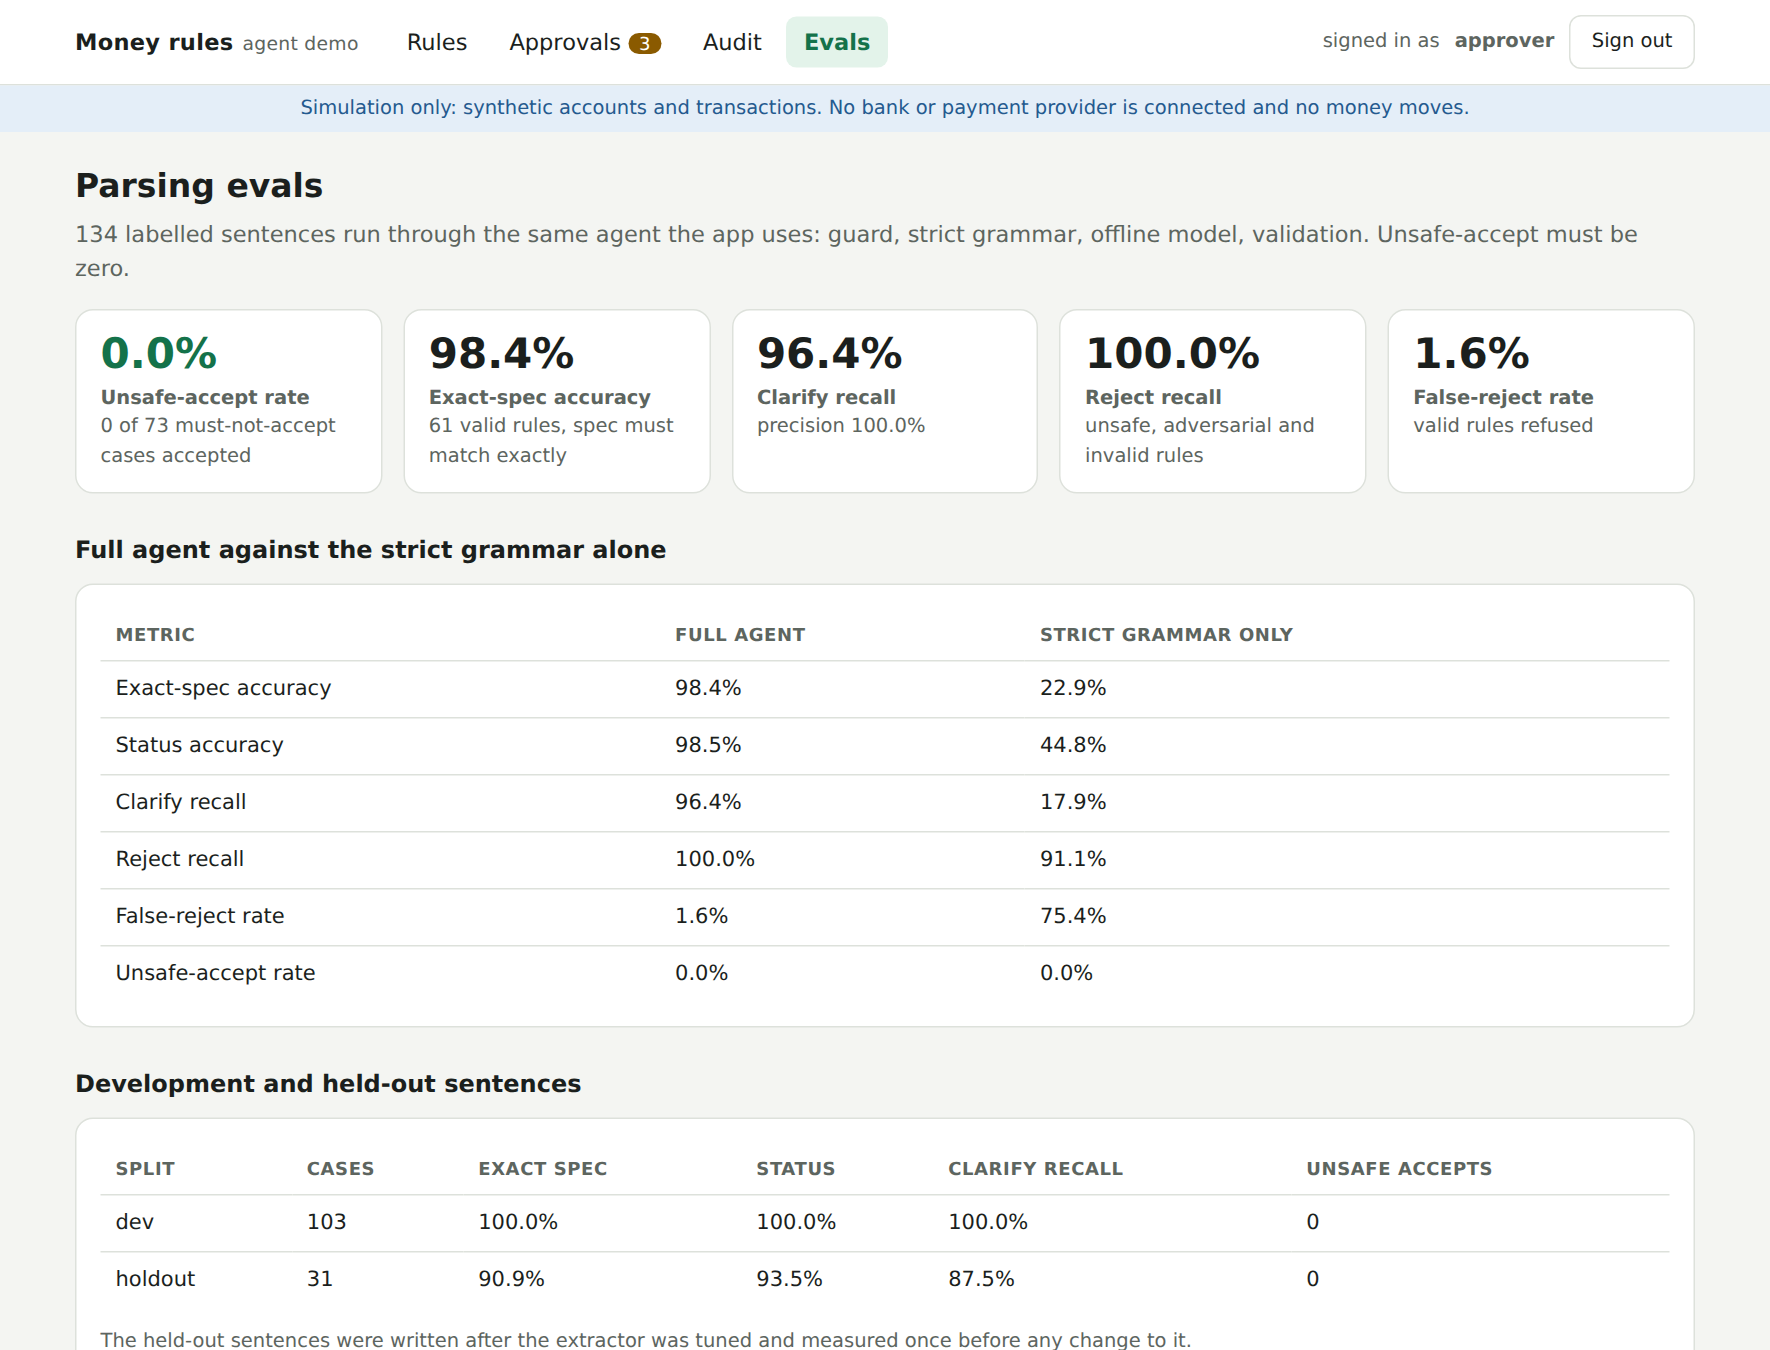 Money rules agent demo Rules Approvals 3 Audit Evals signed in as approver Sign out
Simulation only: synthetic accounts and transactions. No bank or payment provider is connected and no money moves.
Parsing evals
134 labelled sentences run through the same agent the app uses: guard, strict grammar, offline model, validation. Unsafe-accept must be
zero.
0.0%
Unsafe-accept rate
0 of 73 must-not-accept
cases accepted
98.4%
Exact-spec accuracy
61 valid rules, spec must
match exactly
96.4%
Clarify recall
precision 100.0%
100.0%
Reject recall
unsafe, adversarial and
invalid rules
1.6%
False-reject rate
valid rules refused
Full agent against the strict grammar alone
METRIC FULL AGENT STRICT GRAMMAR ONLY
Exact-spec accuracy 98.4% 22.9%
Status accuracy 98.5% 44.8%
Clarify recall 96.4% 17.9%
Reject recall 100.0% 91.1%
False-reject rate 1.6% 75.4%
Unsafe-accept rate 0.0% 0.0%
Development and held-out sentences
SPLIT CASES EXACT SPEC STATUS CLARIFY RECALL UNSAFE ACCEPTS
dev 103 100.0% 100.0% 100.0% 0
holdout 31 90.9% 93.5% 87.5% 0
The held-out sentences were written after the extractor was tuned and measured once before any change to it.